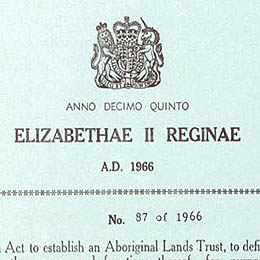 ANNO DECIMO QUINTO
ELIZABETHAE II REGINAE
A.D. 1966
**********************************************
No. 87 of 1966
Act to establish an Aboriginal Lands Trust, to defi